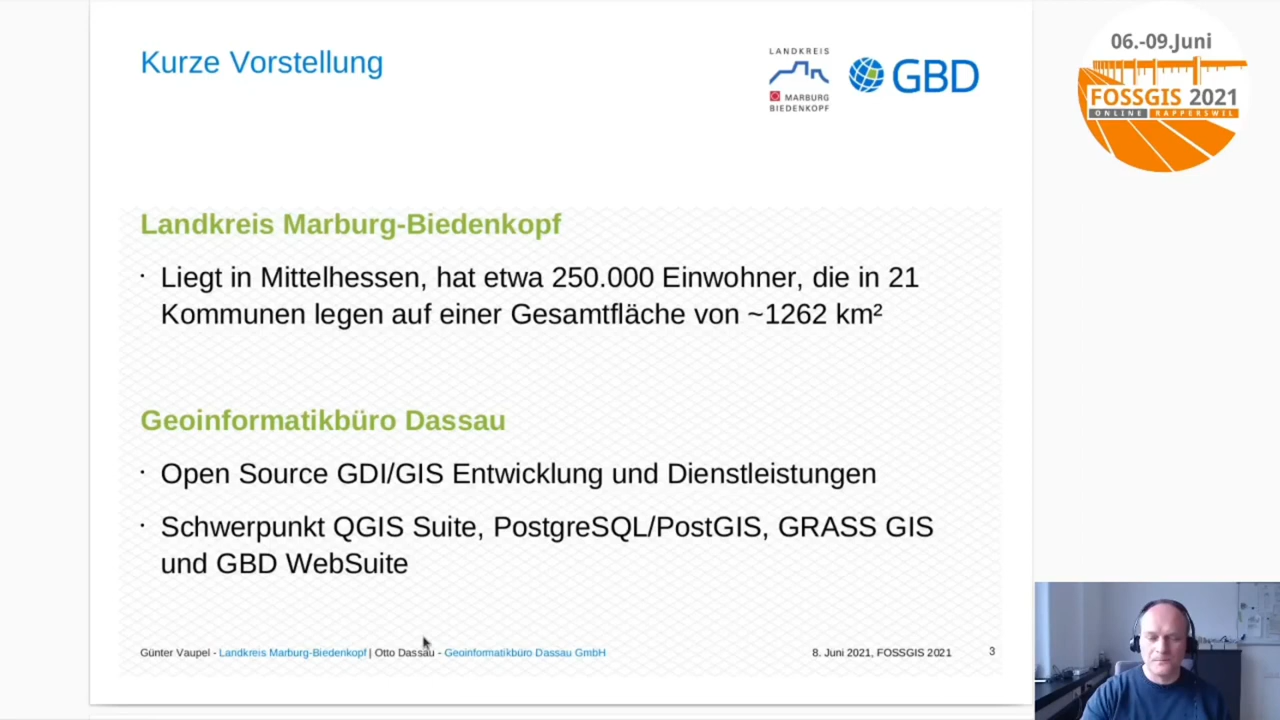 Kurze Vorstellung
LANDKREIS
MARBURG
BIEDENKOPF
GBD
06.-09.Juni
FOSSGIS 2021
ONLINE RAPPERSWIL
Landkreis Marburg-Biedenkopf
· Liegt in Mittelhessen, hat etwa 250.000 Einwohner, die in 21
Kommunen legen auf einer Gesamtfläche von ~1262 km²
Geoinformatikbüro Dassau
· Open Source GDI/GIS Entwicklung und Dienstleistungen
· Schwerpunkt QGIS Suite, PostgreSQL/PostGIS, GRASS GIS
und GBD WebSuite
Günter Vaupel - Landkreis Marburg-Biedenkopf | Otto Dassau - Geoinformatikbüro Dassau GmbH
8. Juni 2021, FOSSGIS 2021
3